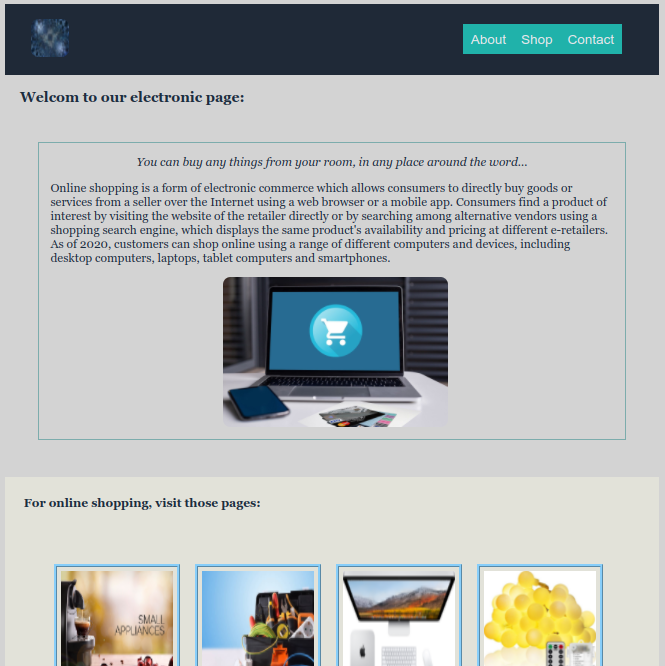 About Shop Contact
Welcom to our electronic page:
You can buy any things from your room, in any place around the word...
Online shopping is a form of electronic commerce which allows consumers to directly buy goods or
services from a seller over the Internet using a web browser or a mobile app. Consumers find a product of
interest by visiting the website of the retailer directly or by searching among alternative vendors using a
shopping search engine, which displays the same product's availability and pricing at different e-retailers.
As of 2020, customers can shop online using a range of different computers and devices, including
desktop computers, laptops, tablet computers and smartphones.
For online shopping, visit those pages:
SMALL
APPLIANCES